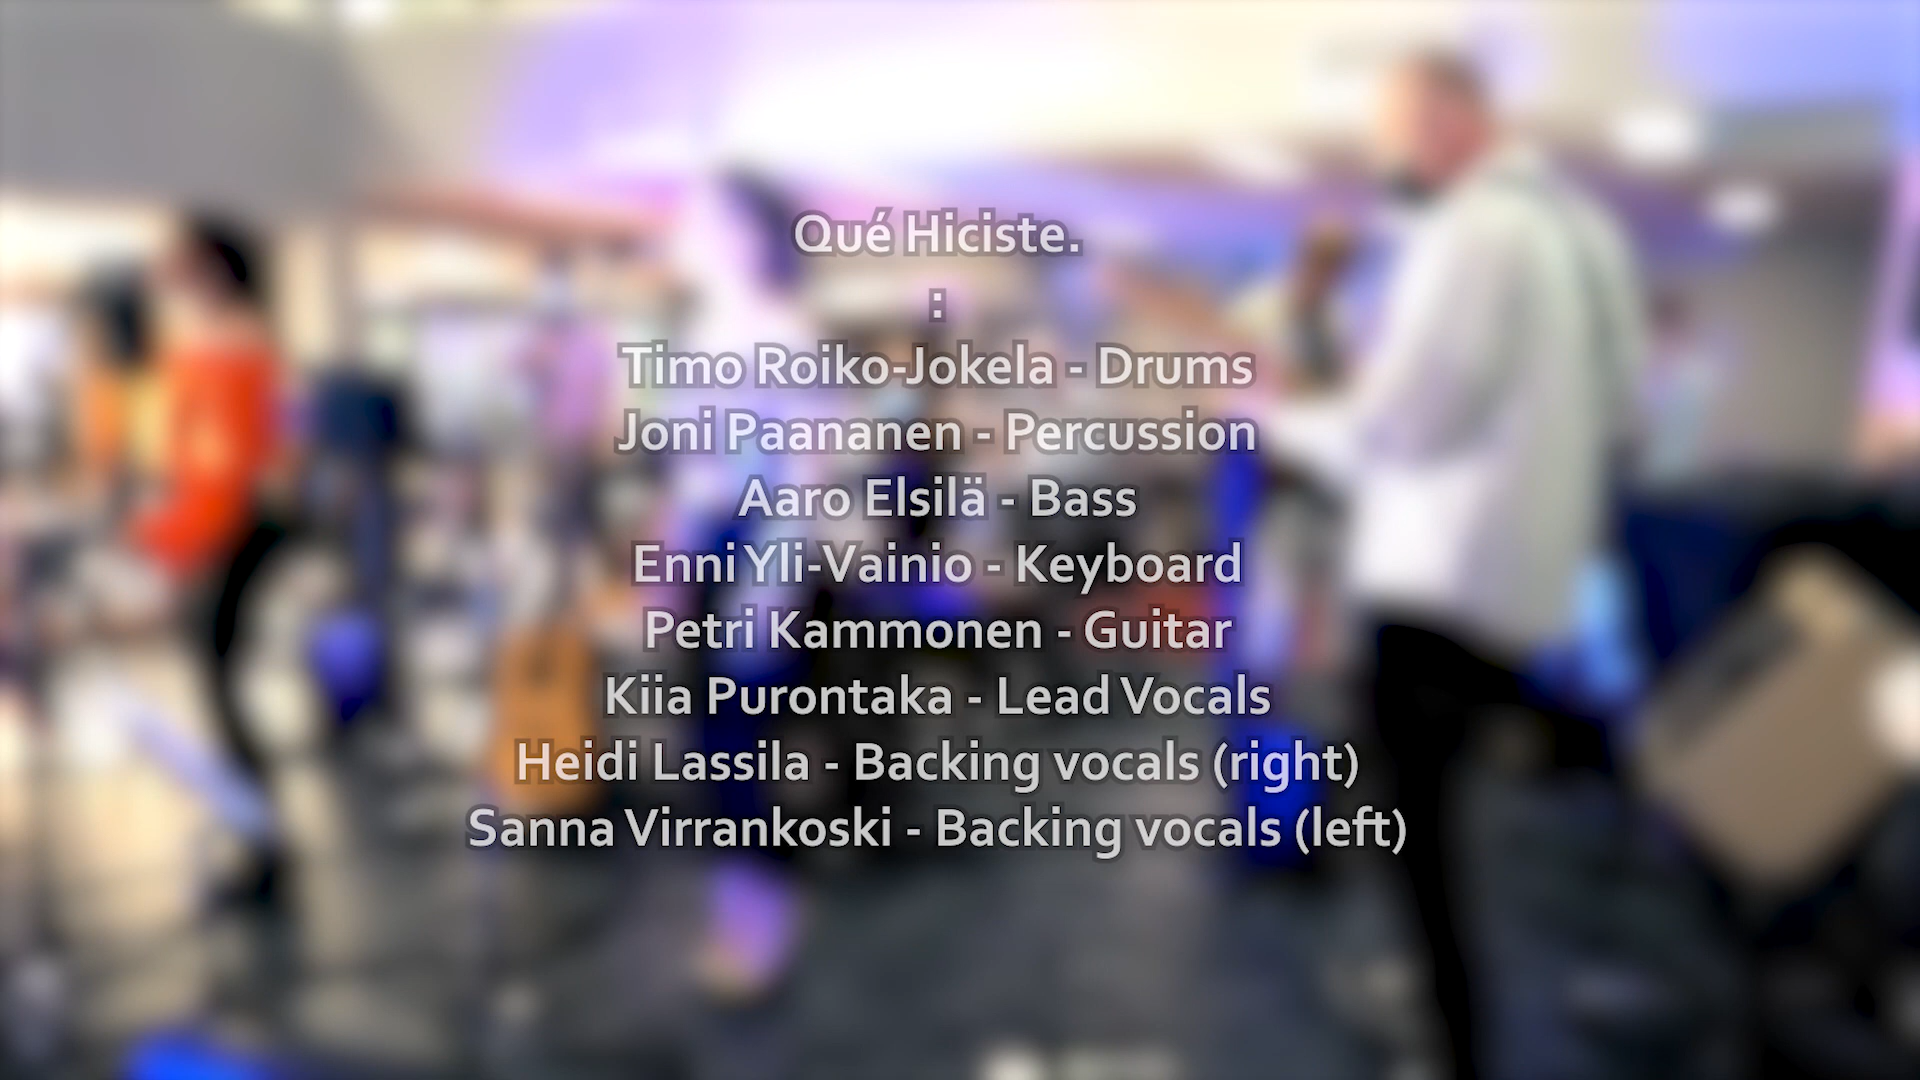 Qué Hiciste.
:
Timo Roiko-Jokela - Drums
Joni Paananen - Percussion
Aaro Elsilä - Bass
Enni Yli-Vainio - Keyboard
Petri Kammonen - Guitar
Kiia Purontaka - Lead Vocals
Heidi Lassila - Backing vocals (right)
Sanna Virrankoski - Backing vocals (left)